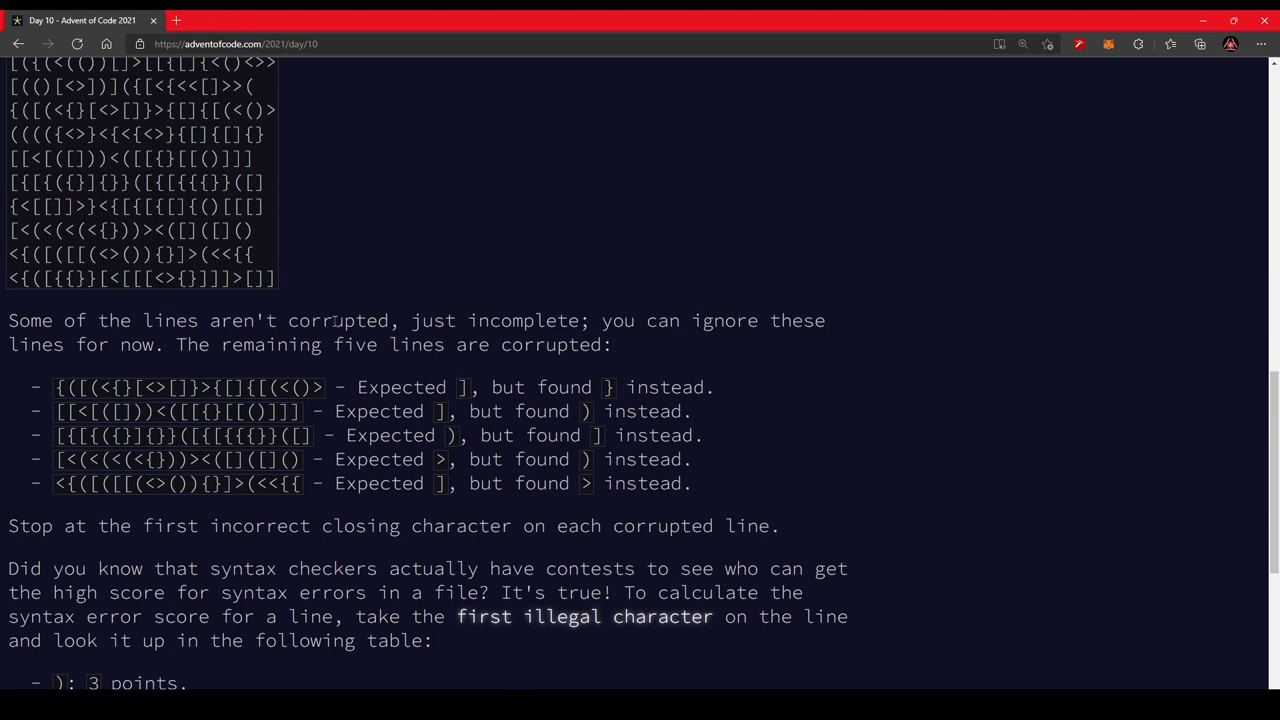 Day 10 - Advent of Code 2021
https://adventofcode.com/2021/day/10
[({(<(())[]>[[{[]{<()<>>
[(()[<>])]({[<{<<[]>>(
{([(<{}[<>[]}>{[]{[(<()>
(((({<>}<{<{<>}{[]{[]{}
[[<[([]))<([[{}[[()]]]
[{[{({}]{}}([{[{{{}}([]
{<[[]]>}<{[{[{[]{()[[[]
[<(<(<(<{}))><([]([]()
<{([([[(<>()){}]>(<<{{
<{([{{}}[<[[[<>{}]]]>[]]
Some of the lines aren't corrupted, just incomplete; you can ignore these
lines for now. The remaining five lines are corrupted:
- {([(<{}[<>[]}>{[]{[(<()> - Expected ], but found } instead.
- [[<[([]))<([[{}[[()]]] - Expected ], but found ) instead.
- [{[{({}]{}}([{[{{{}}([] - Expected ), but found ] instead.
- [<(<(<(<{}))><([]([]() - Expected >, but found ) instead.
- <{([([[(<>()){}]>(<<{{ - Expected ], but found > instead.
Stop at the first incorrect closing character on each corrupted line.
Did you know that syntax checkers actually have contests to see who can get
the high score for syntax errors in a file? It's true! To calculate the
syntax error score for a line, take the first illegal character on the line
and look it up in the following table:
- ): 3 points.